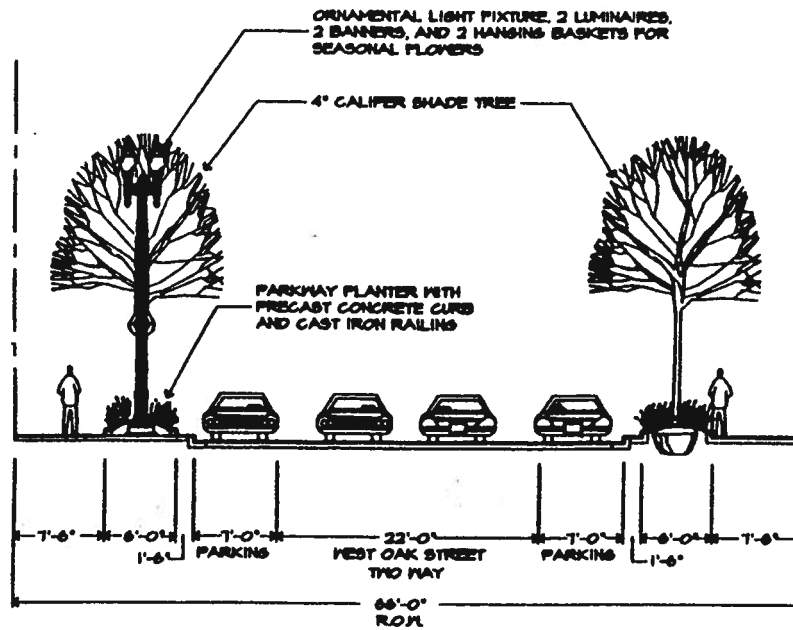 ORNAMENTAL LIGHT FIXTURE, 2 LUMINAIRES,
2 BANNERS, AND 2 HANGING BASKETS FOR
SEASONAL FLOWERS
4" CALIPER SHADE TREE
PARKWAY PLANTER WITH
PRECAST CONCRETE CURB
AND CAST IRON RAILING
7'-6" 6'-0" 7'-0" 22'-0" 7'-0" 6'-0" 7'-6"
1'-6" PARKING WEST OAK STREET PARKING 1'-6"
TWO WAY
66'-0"
R.O.W.